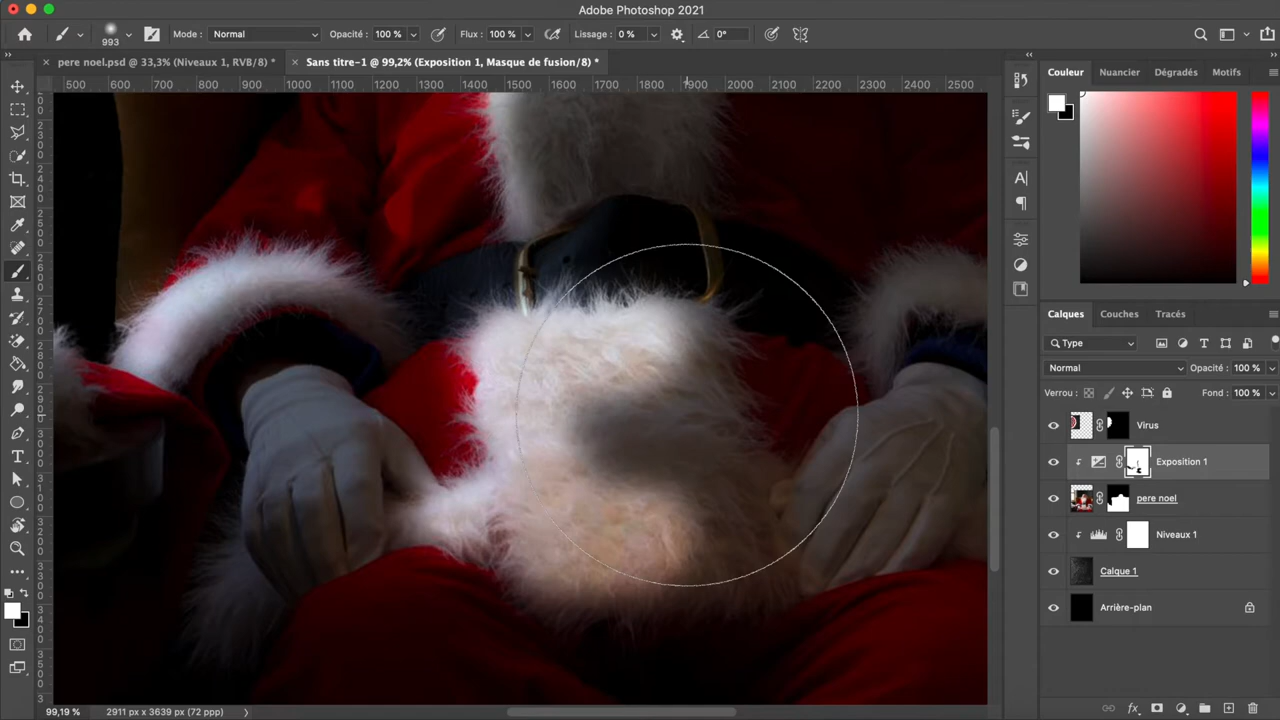 Adobe Photoshop 2021
993
Mode : Normal
Opacité : 100 %
Flux : 100 %
Lissage : 0 %
0°
pere noel.psd @ 33,3% (Niveaux 1, RVB/8) *
Sans titre-1 @ 99,2% (Exposition 1, Masque de fusion/8) *
500 600 700 800 900 1000 1100 1200 1300 1400 1500 1600 1700 1800 1900 2000 2100 2200 2300 2400 2500
Couleur
Nuancier
Dégradés
Motifs
Calques
Couches
Tracés
Type
Normal
Opacité : 100 %
Verrou :
Fond : 100 %
Virus
Exposition 1
pere noel
Niveaux 1
Calque 1
Arrière-plan
99,19 %
2911 px x 3639 px (72 ppp)